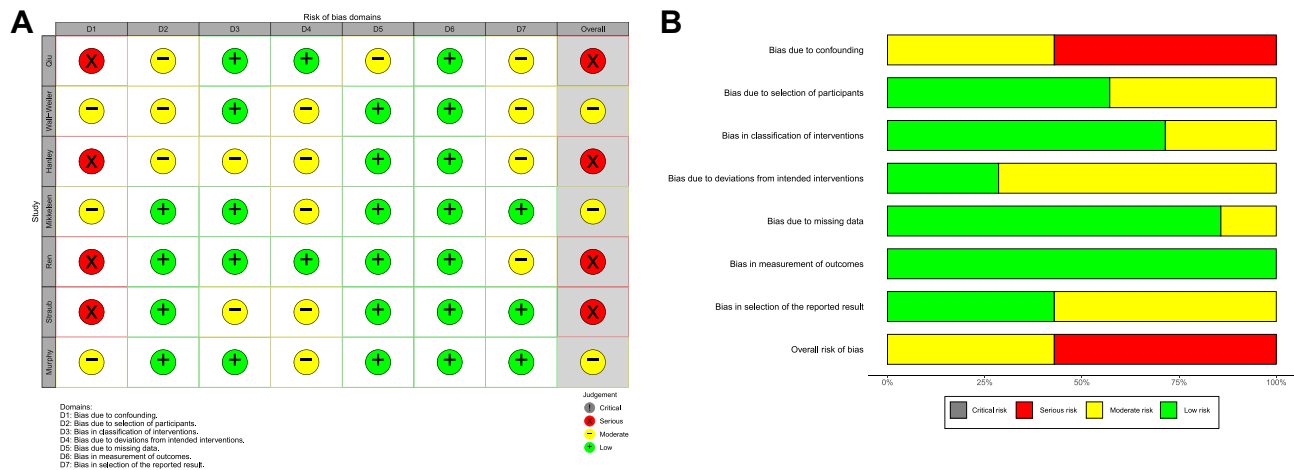 A
Risk of bias domains
D1 D2 D3 D4 D5 D6 D7 Overall
Study
Qiu
X − + + − + − X
Wall−Weiler
− − + − + + − −
Hanley
X − − − + + − X
Mikkelsen
− + + − + + + −
Ren
X + + + + + − X
Straub
X + − − + + + X
Murphy
− + + − + + + −
Domains:
D1: Bias due to confounding.
D2: Bias due to selection of participants.
D3: Bias in classification of interventions.
D4: Bias due to deviations from intended interventions.
D5: Bias due to missing data.
D6: Bias in measurement of outcomes.
D7: Bias in selection of the reported result.
Judgement
! Critical
X Serious
− Moderate
+ Low
B
Bias due to confounding
Bias due to selection of participants
Bias in classification of interventions
Bias due to deviations from intended interventions
Bias due to missing data
Bias in measurement of outcomes
Bias in selection of the reported result
Overall risk of bias
0% 25% 50% 75% 100%
Critical risk Serious risk Moderate risk Low risk